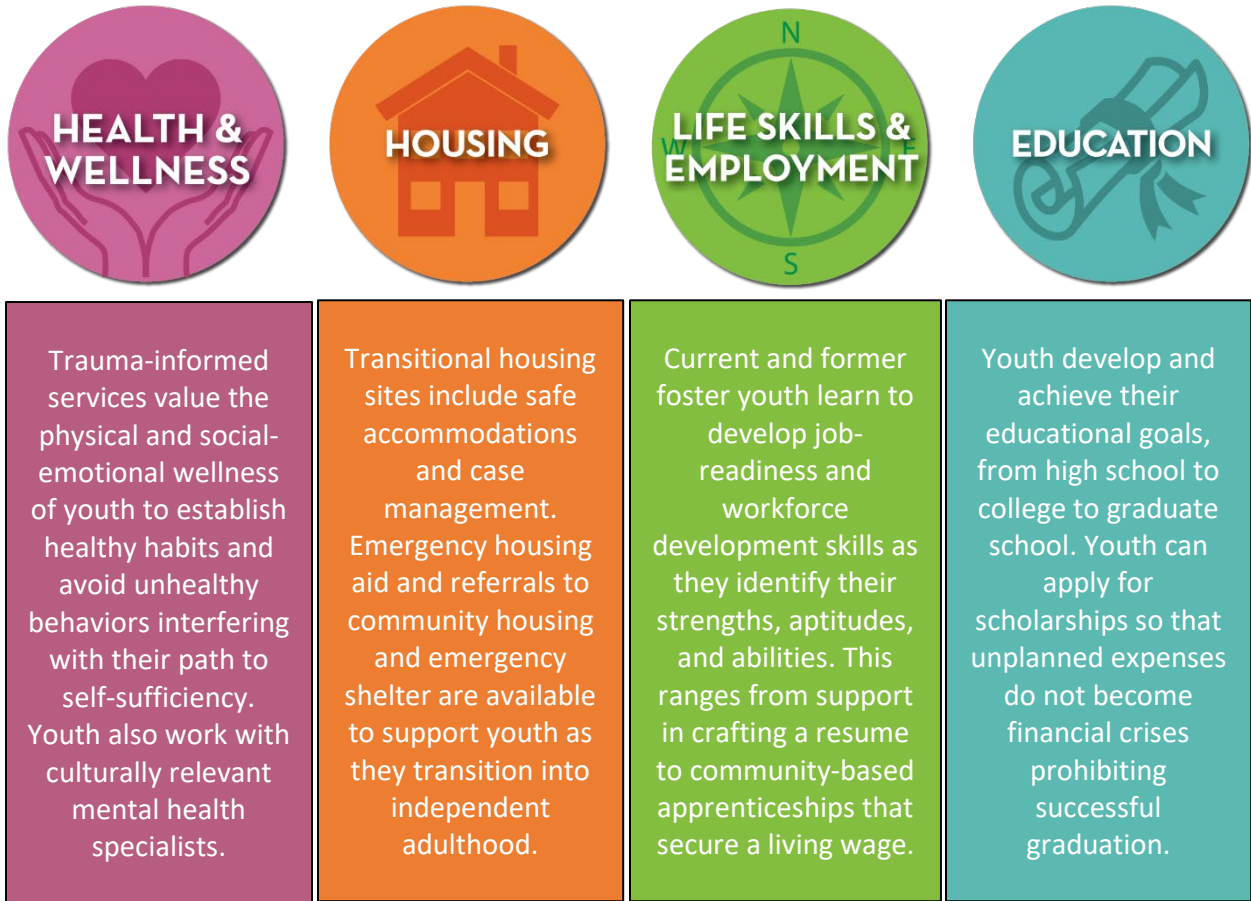 HEALTH &
WELLNESS
Trauma-informed
services value the
physical and social-
emotional wellness
of youth to establish
healthy habits and
avoid unhealthy
behaviors interfering
with their path to
self-sufficiency.
Youth also work with
culturally relevant
mental health
specialists.
HOUSING
Transitional housing
sites include safe
accommodations
and case
management.
Emergency housing
aid and referrals to
community housing
and emergency
shelter are available
to support youth as
they transition into
independent
adulthood.
N
LIFE SKILLS &
W E
EMPLOYMENT
S
Current and former
foster youth learn to
develop job-
readiness and
workforce
development skills as
they identify their
strengths, aptitudes,
and abilities. This
ranges from support
in crafting a resume
to community-based
apprenticeships that
secure a living wage.
EDUCATION
Youth develop and
achieve their
educational goals,
from high school to
college to graduate
school. Youth can
apply for
scholarships so that
unplanned expenses
do not become
financial crises
prohibiting
successful
graduation.